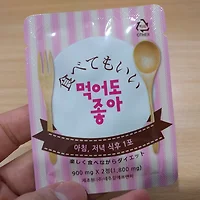 食べてもいい
먹어도
좋아
아침, 저녁 식후 1포
楽しく食べながらダイエット
900 mg X 2정(1,800 mg)